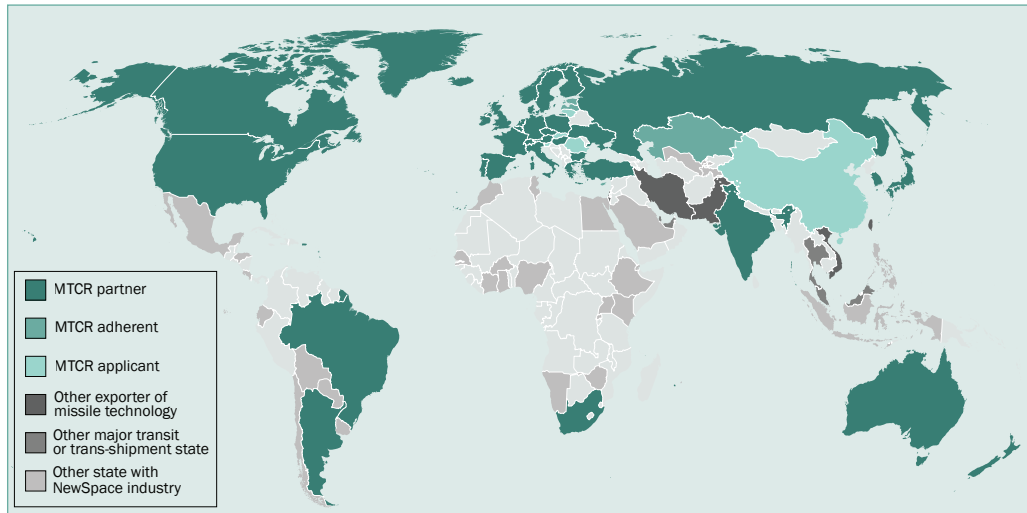 MTCR partner
MTCR adherent
MTCR applicant
Other exporter of
missile technology
Other major transit
or trans-shipment state
Other state with
NewSpace industry